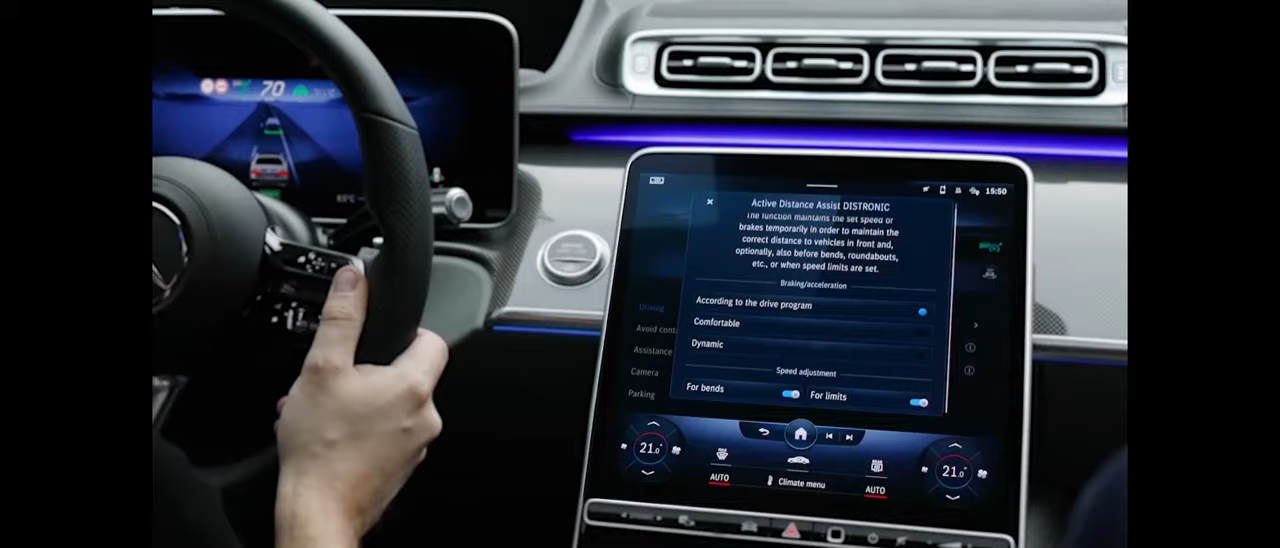 70
15:50
Active Distance Assist DISTRONIC
The function maintains the set speed or
brakes temporarily in order to maintain the
correct distance to vehicles in front and,
optionally, also before bends, roundabouts,
etc., or when speed limits are set.
Braking/acceleration
According to the drive program
Comfortable
Dynamic
Speed adjustment
For bends
For limits
Driving
Avoid
Assistance
Camera
Parking
21.0°
21.0°
AUTO
Climate menu
AUTO